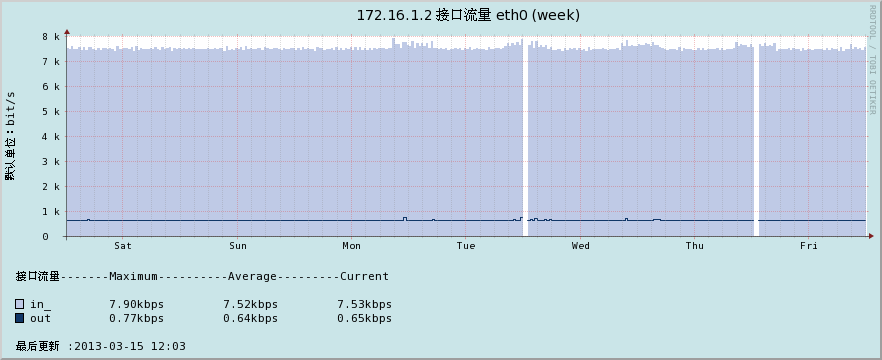 172.16.1.2 接口流量 eth0 (week)
RRDTOOL / TOBI OETIKER
默认单位：bit/s
8 k
7 k
6 k
5 k
4 k
3 k
2 k
1 k
0
Sat Sun Mon Tue Wed Thu Fri
接口流量-------Maximum----------Average---------Current
in_ 7.90kbps 7.52kbps 7.53kbps
out 0.77kbps 0.64kbps 0.65kbps
最后更新 :2013-03-15 12:03